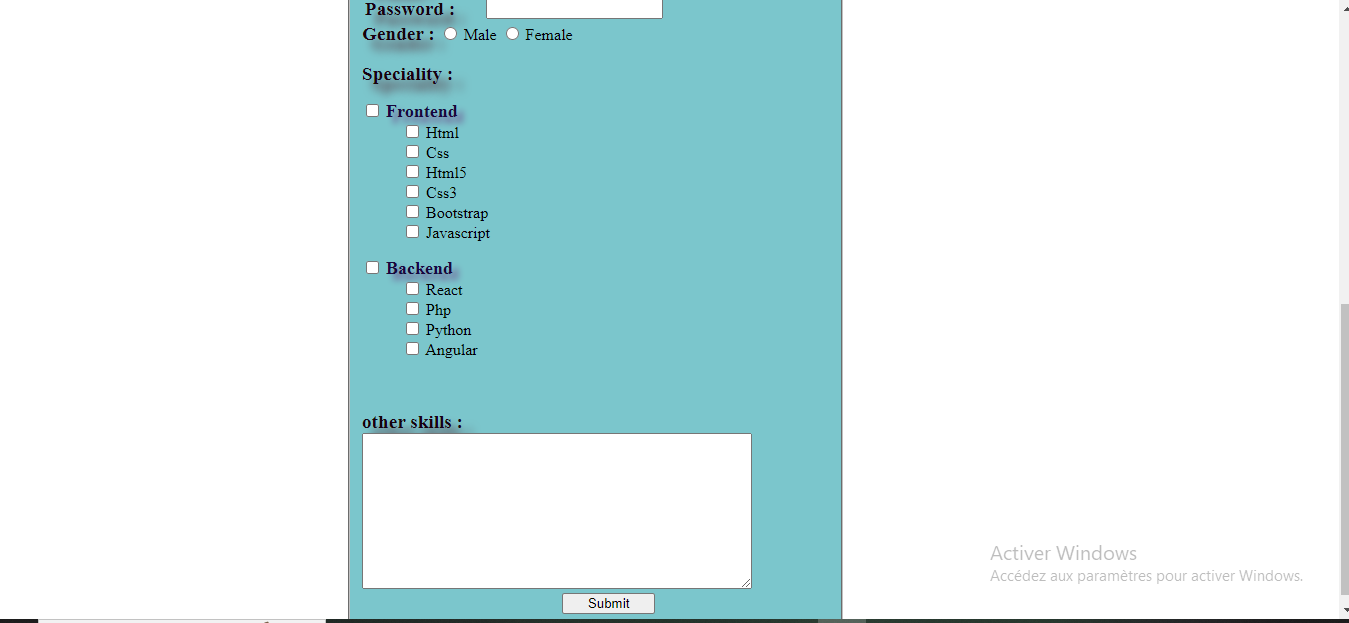 Password :
Gender : Male Female
Speciality :
Frontend
Html
Css
Html5
Css3
Bootstrap
Javascript
Backend
React
Php
Python
Angular
other skills :
Submit
Activer Windows
Accédez aux paramètres pour activer Windows.